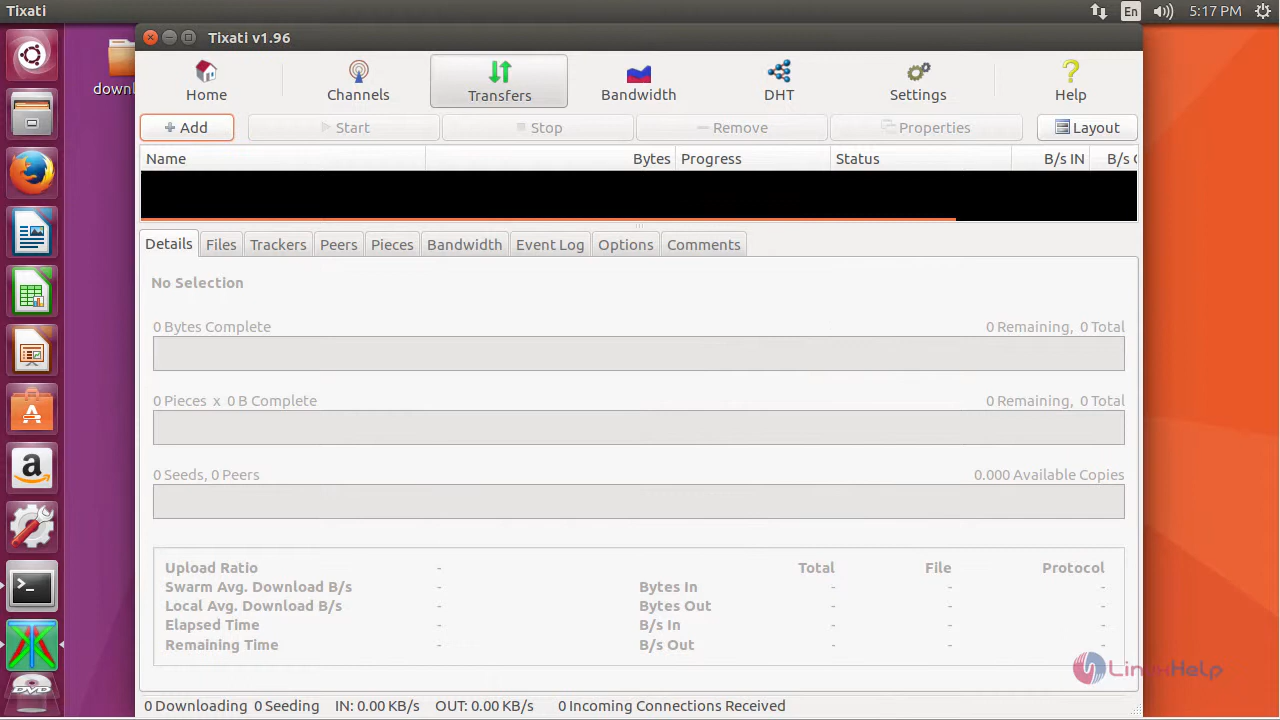 Tixati
En
5:17 PM
downl
Tixati v1.96
Home
Channels
Transfers
Bandwidth
DHT
Settings
Help
Add
Start
Stop
Remove
Properties
Layout
Name
Bytes
Progress
Status
B/s IN
B/s
Details
Files
Trackers
Peers
Pieces
Bandwidth
Event Log
Options
Comments
No Selection
0 Bytes Complete
0 Remaining, 0 Total
0 Pieces x 0 B Complete
0 Remaining, 0 Total
0 Seeds, 0 Peers
0.000 Available Copies
Upload Ratio -
Total File Protocol
Swarm Avg. Download B/s -
Bytes In - - -
Local Avg. Download B/s -
Bytes Out - - -
Elapsed Time -
B/s In - - -
Remaining Time -
B/s Out - - -
LinuxHelp
0 Downloading 0 Seeding IN: 0.00 KB/s OUT: 0.00 KB/s 0 Incoming Connections Received